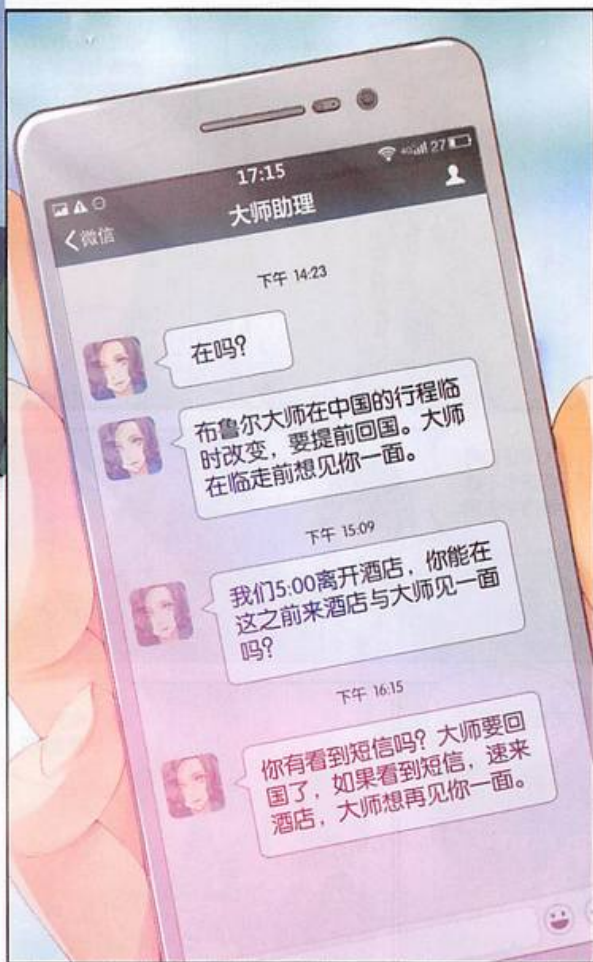 17:15
4G 27
<微信
大师助理
下午 14:23
在吗?
布鲁尔大师在中国的行程临
时改变，要提前回国。大师
在临走前想见你一面。
下午 15:09
我们5:00离开酒店，你能在
这之前来酒店与大师见一面
吗?
下午 16:15
你有看到短信吗? 大师要回
国了，如果看到短信，速来
酒店，大师想再见你一面。